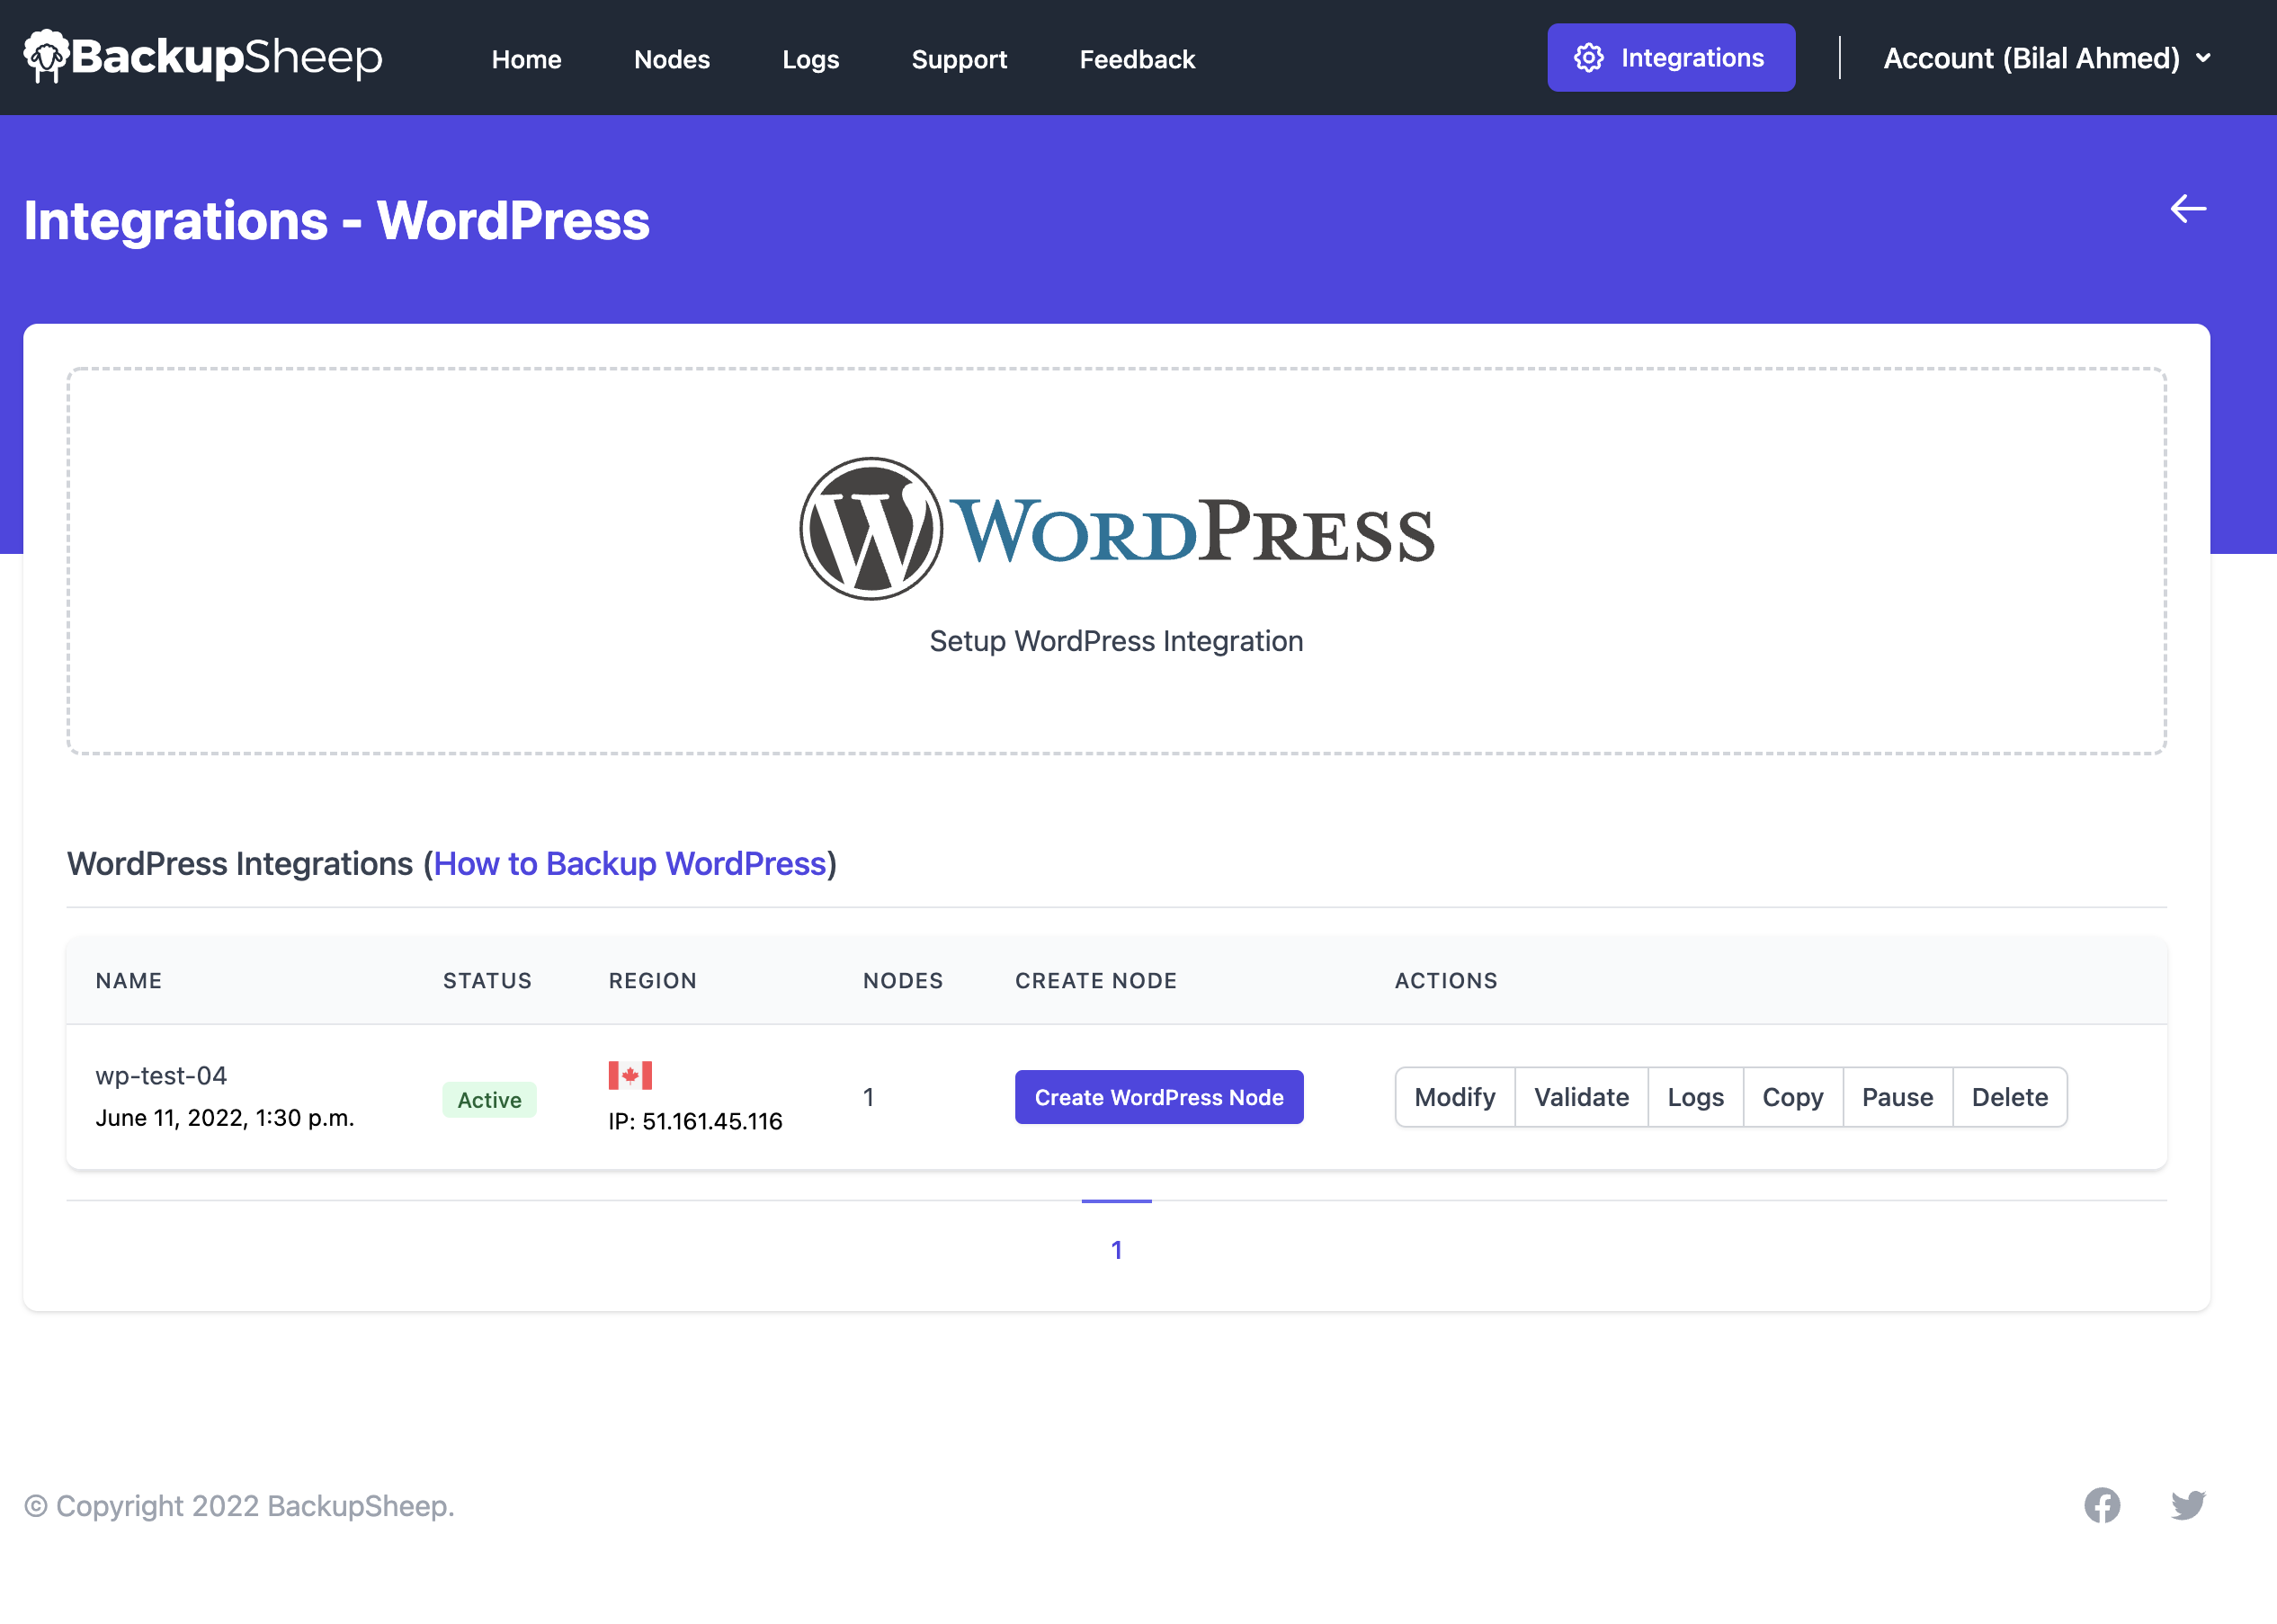 BackupSheep Home Nodes Logs Support Feedback Integrations Account (Bilal Ahmed)
Integrations - WordPress
WORDPRESS
Setup WordPress Integration
WordPress Integrations (How to Backup WordPress)
NAME STATUS REGION NODES CREATE NODE ACTIONS
wp-test-04
June 11, 2022, 1:30 p.m.
Active
IP: 51.161.45.116
1
Create WordPress Node
Modify Validate Logs Copy Pause Delete
1
© Copyright 2022 BackupSheep.